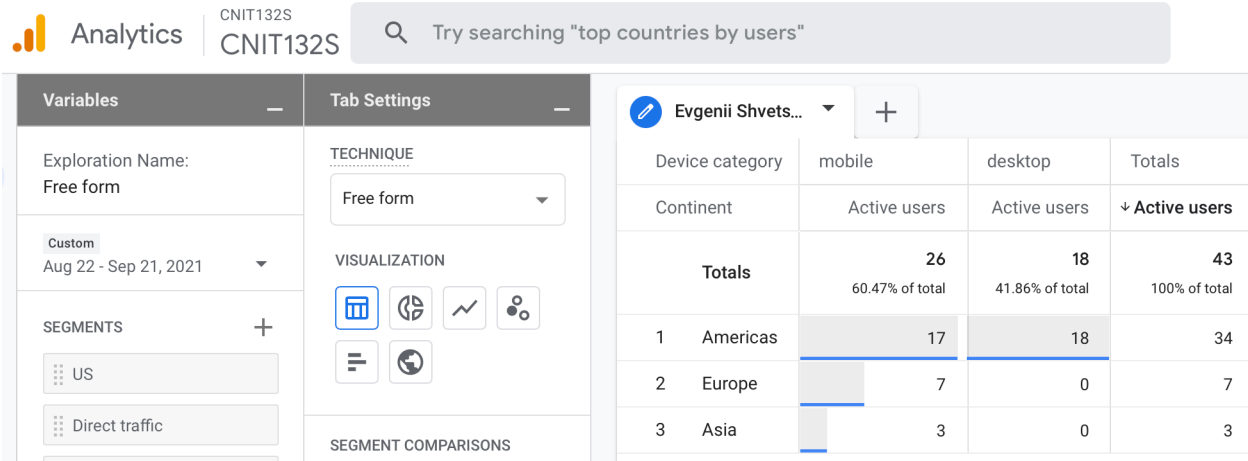 Analytics
CNIT132S
CNIT132S
Try searching "top countries by users"
Variables
Exploration Name:
Free form
Custom
Aug 22 - Sep 21, 2021
SEGMENTS
US
Direct traffic
Tab Settings
TECHNIQUE
Free form
VISUALIZATION
SEGMENT COMPARISONS
Evgenii Shvets...
Device category mobile desktop Totals
Continent Active users Active users Active users
Totals 26 18 43
60.47% of total 41.86% of total 100% of total
1 Americas 17 18 34
2 Europe 7 0 7
3 Asia 3 0 3